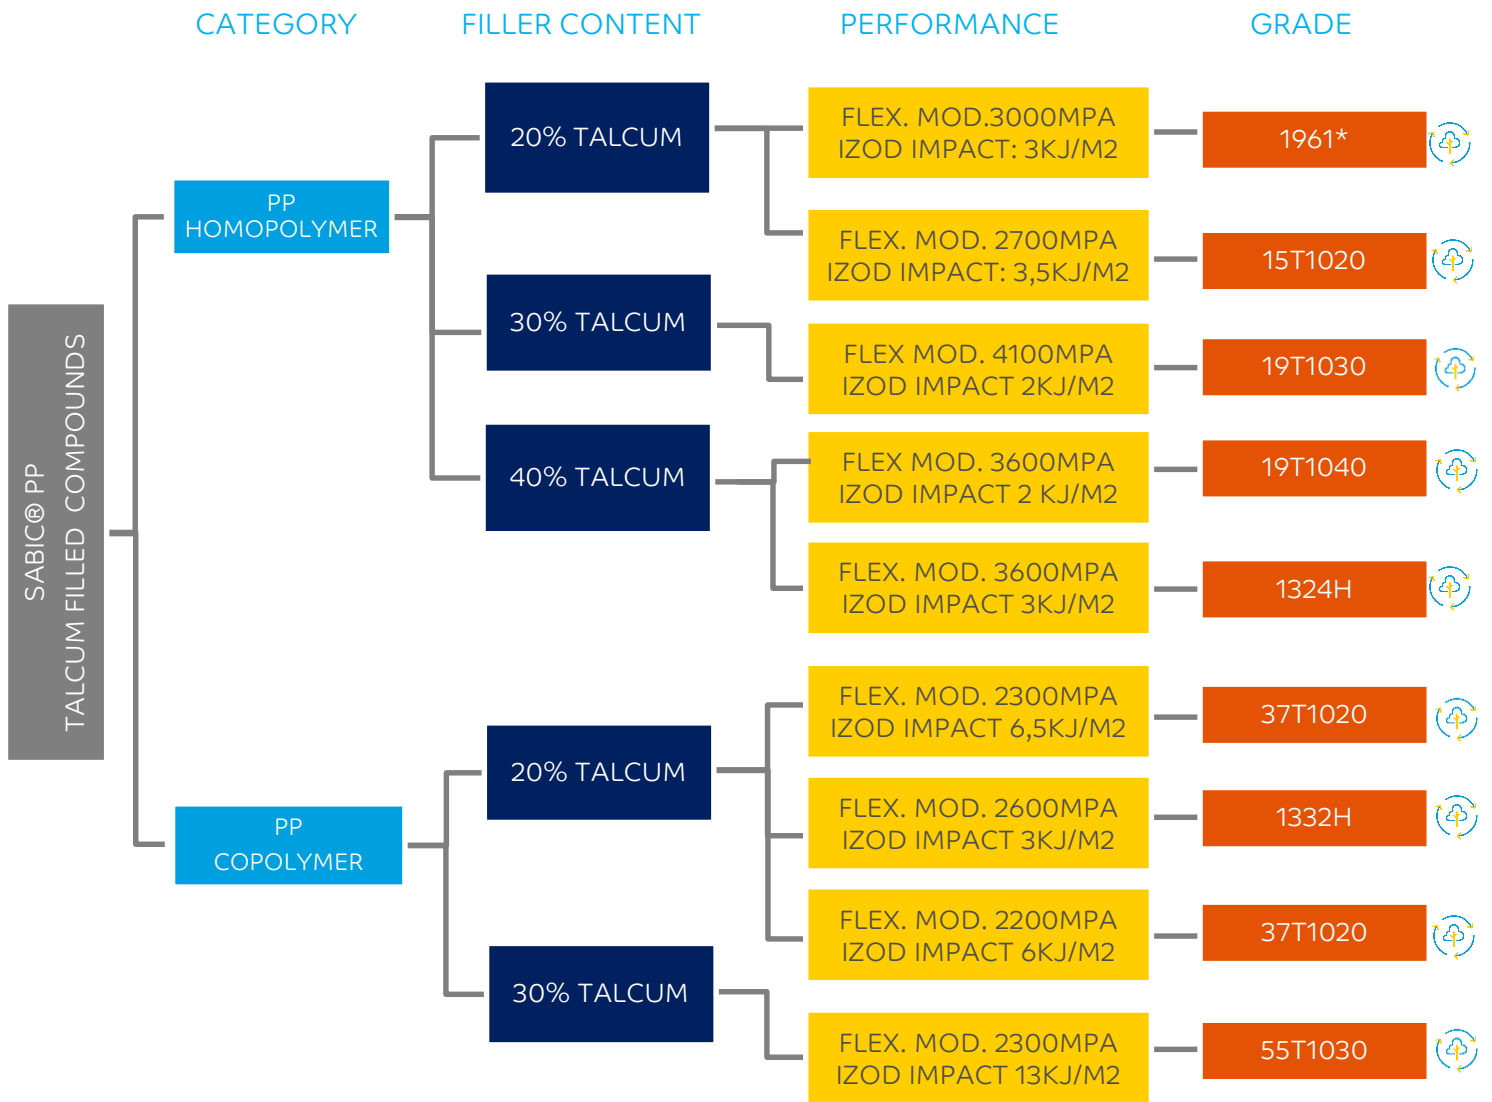 CATEGORY
FILLER CONTENT
PERFORMANCE
GRADE
SABIC® PP
TALCUM FILLED COMPOUNDS
PP
HOMOPOLYMER
20% TALCUM
FLEX. MOD.3000MPA
IZOD IMPACT: 3KJ/M2
1961*
FLEX. MOD. 2700MPA
IZOD IMPACT: 3,5KJ/M2
15T1020
30% TALCUM
FLEX MOD. 4100MPA
IZOD IMPACT 2KJ/M2
19T1030
40% TALCUM
FLEX MOD. 3600MPA
IZOD IMPACT 2 KJ/M2
19T1040
FLEX. MOD. 3600MPA
IZOD IMPACT 3KJ/M2
1324H
PP
COPOLYMER
20% TALCUM
FLEX. MOD. 2300MPA
IZOD IMPACT 6,5KJ/M2
37T1020
FLEX. MOD. 2600MPA
IZOD IMPACT 3KJ/M2
1332H
FLEX. MOD. 2200MPA
IZOD IMPACT 6KJ/M2
37T1020
30% TALCUM
FLEX. MOD. 2300MPA
IZOD IMPACT 13KJ/M2
55T1030